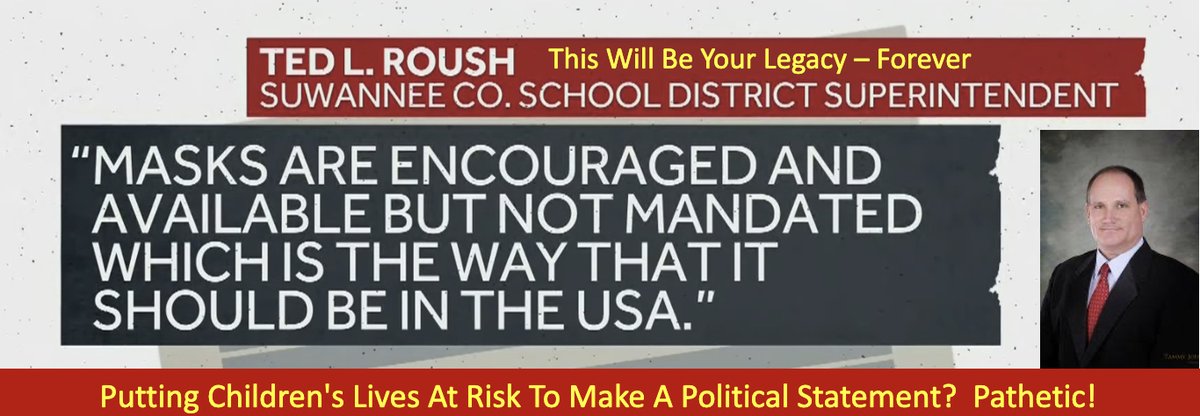 TED L. ROUSH This Will Be Your Legacy – Forever
SUWANNEE CO. SCHOOL DISTRICT SUPERINTENDENT
“MASKS ARE ENCOURAGED AND
AVAILABLE BUT NOT MANDATED
WHICH IS THE WAY THAT IT
SHOULD BE IN THE USA.”
TAMMY
Putting Children's Lives At Risk To Make A Political Statement? Pathetic!